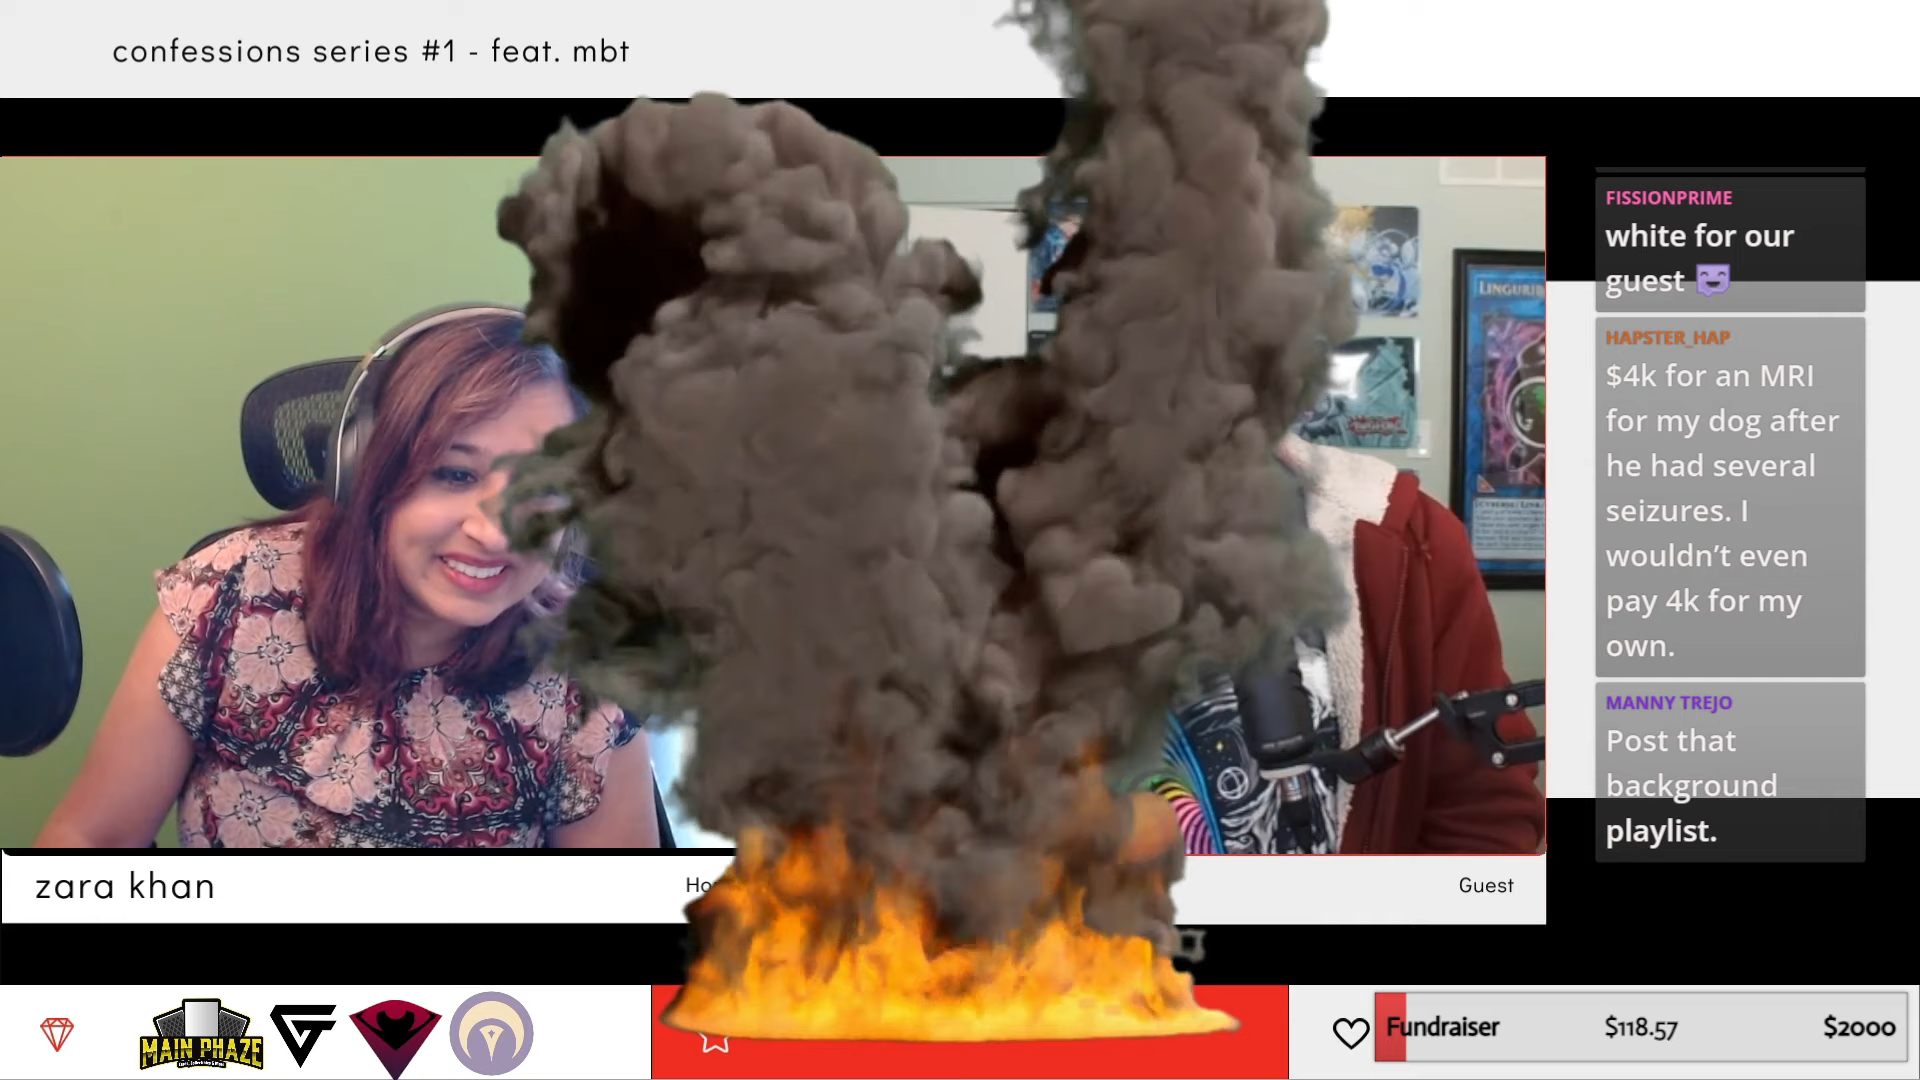 confessions series #1 - feat. mbt
LINGURIB
FISSIONPRIME
white for our
guest
HAPSTER_HAP
$4k for an MRI
for my dog after
he had several
seizures. I
wouldn't even
pay 4k for my
own.
MANNY TREJO
Post that
background
playlist.
zara khan
Ho
Guest
MAIN PHAZE
Fundraiser $118.57 $2000